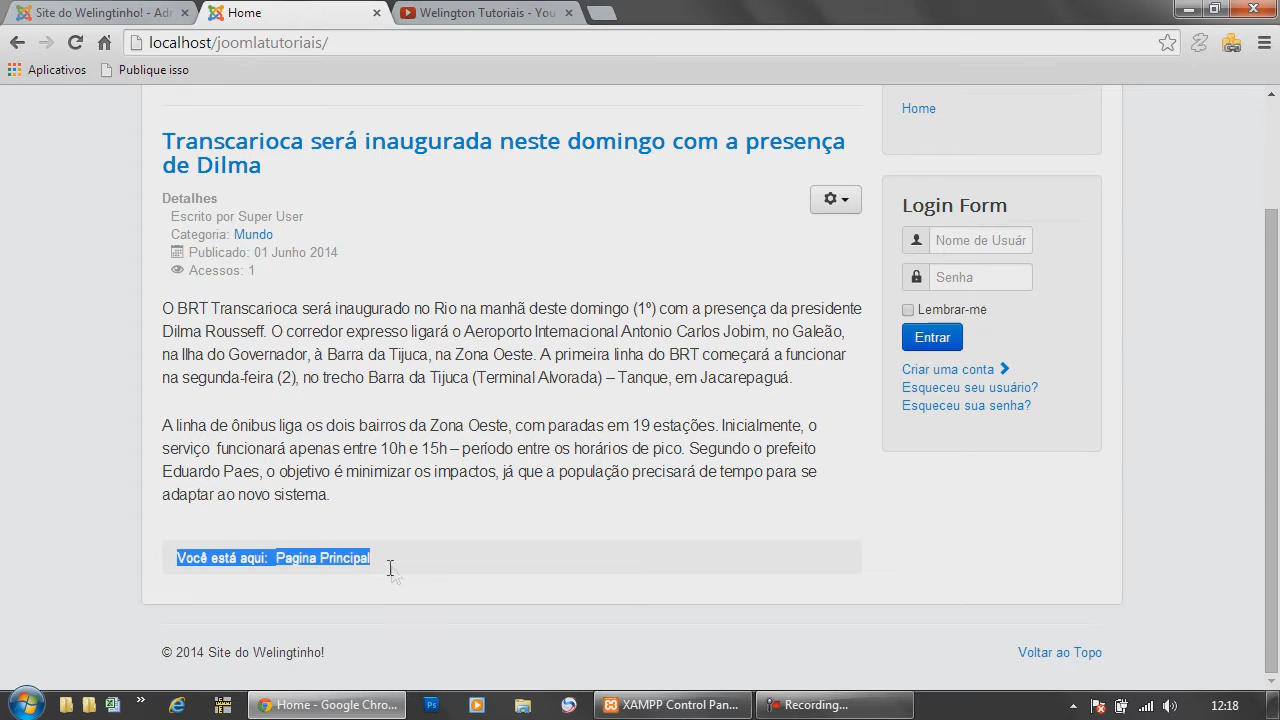 Site do Welingtinho! - Adr
Home
Welington Tutoriais - You
localhost/joomlatutoriais/
Aplicativos
Publique isso
Transcarioca será inaugurada neste domingo com a presença
de Dilma
Detalhes
Escrito por Super User
Categoria: Mundo
Publicado: 01 Junho 2014
Acessos: 1
O BRT Transcarioca será inaugurado no Rio na manhã deste domingo (1º) com a presença da presidente
Dilma Rousseff. O corredor expresso ligará o Aeroporto Internacional Antonio Carlos Jobim, no Galeão,
na Ilha do Governador, à Barra da Tijuca, na Zona Oeste. A primeira linha do BRT começará a funcionar
na segunda-feira (2), no trecho Barra da Tijuca (Terminal Alvorada) – Tanque, em Jacarepaguá.
A linha de ônibus liga os dois bairros da Zona Oeste, com paradas em 19 estações. Inicialmente, o
serviço funcionará apenas entre 10h e 15h – período entre os horários de pico. Segundo o prefeito
Eduardo Paes, o objetivo é minimizar os impactos, já que a população precisará de tempo para se
adaptar ao novo sistema.
Você está aqui: Pagina Principal
Home
Login Form
Nome de Usuár
Senha
Lembrar-me
Entrar
Criar uma conta
Esqueceu seu usuário?
Esqueceu sua senha?
© 2014 Site do Welingtinho!
Voltar ao Topo
Home - Google Chro...
Ps
XAMPP Control Pan...
Recording...
12:18